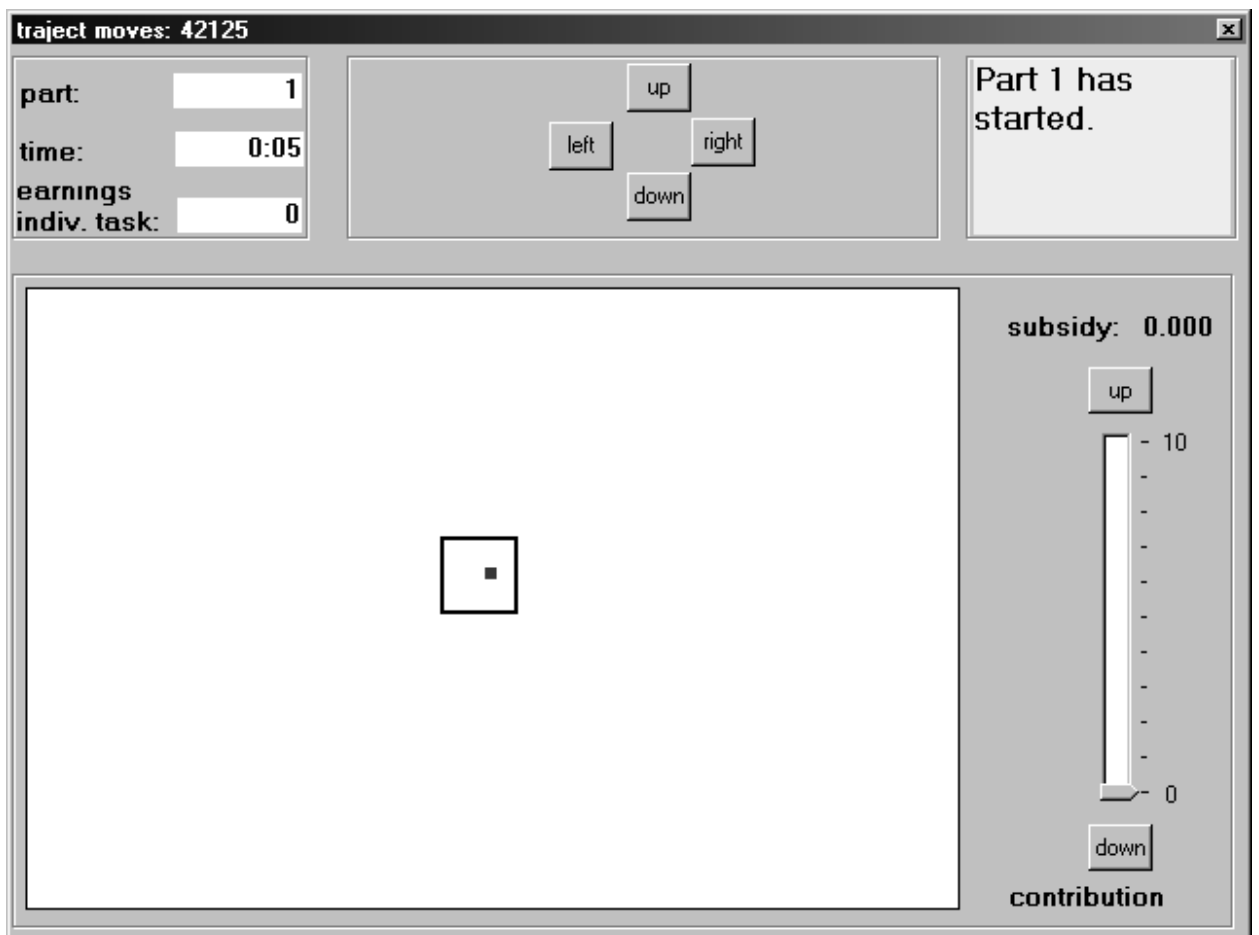 traject moves: 42125
part: 1
time: 0:05
earnings
indiv. task: 0
up
left right
down
Part 1 has
started.
subsidy: 0.000
up
10
0
down
contribution